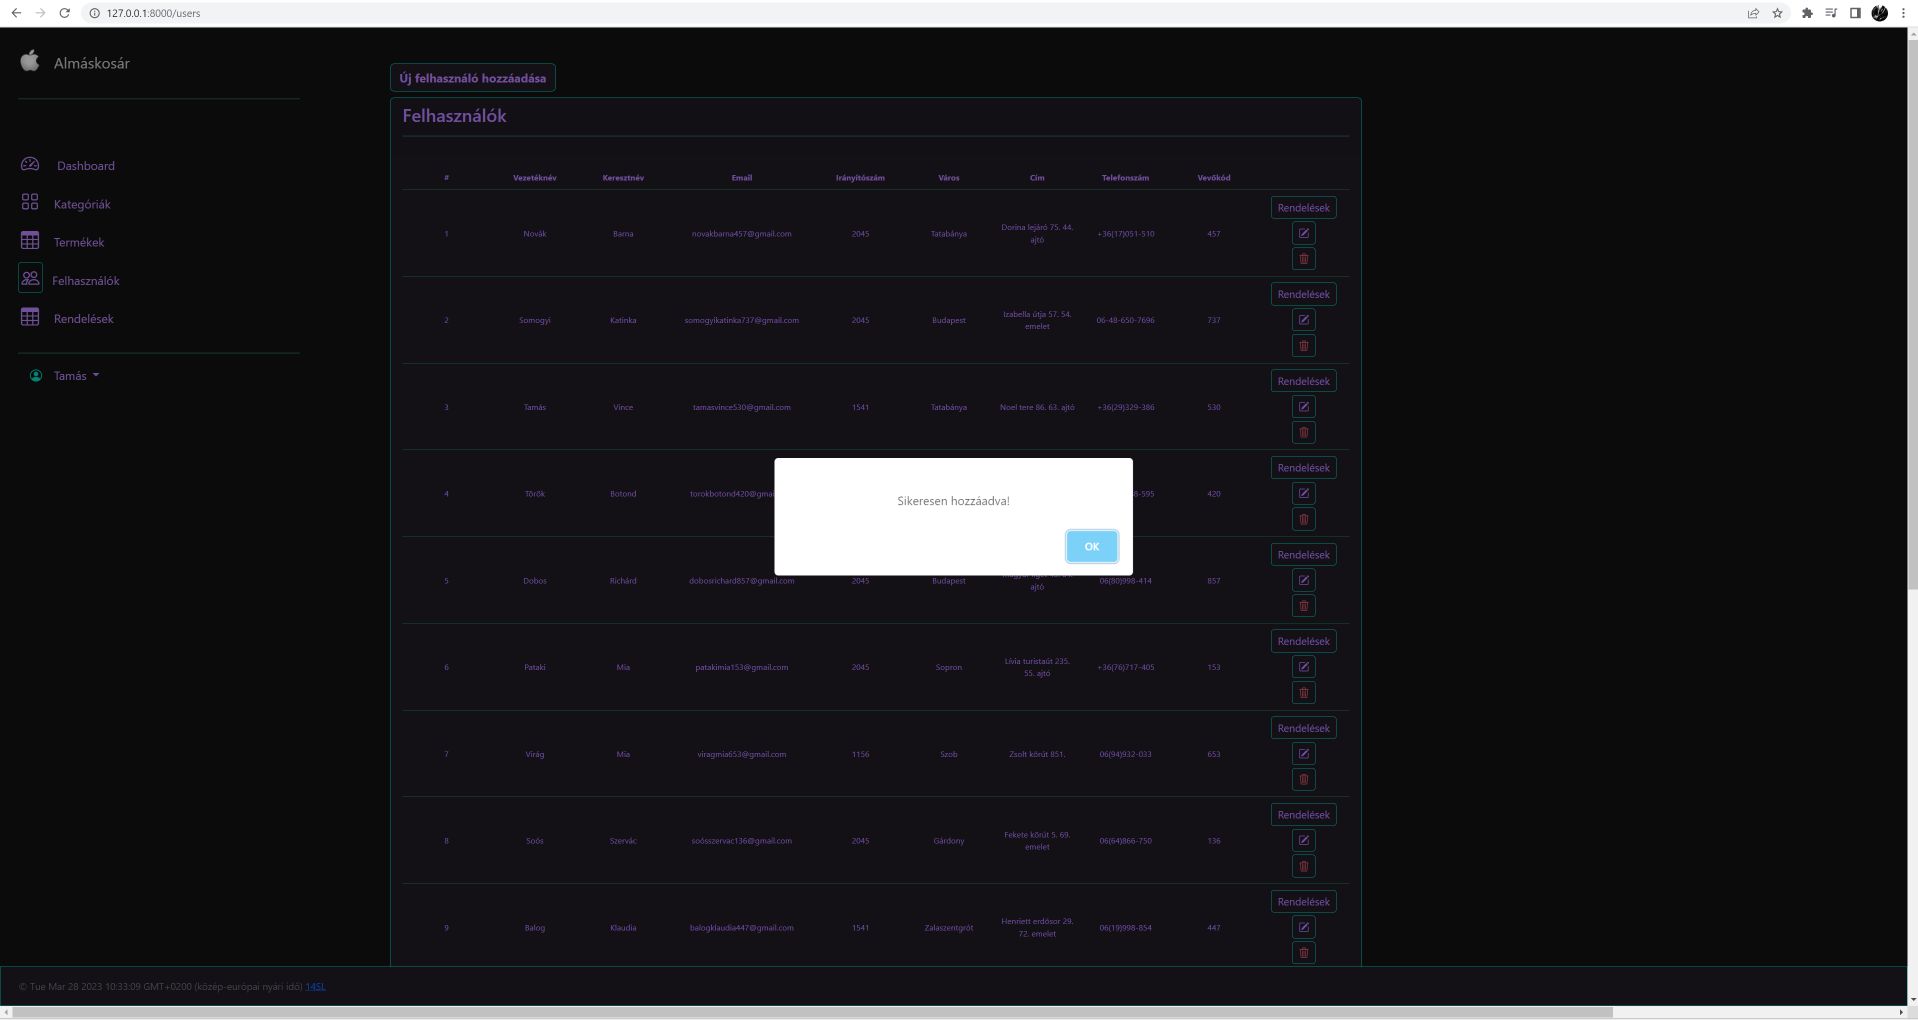 127.0.0.1:8000/users
Almáskosár
Új felhasználó hozzáadása
Felhasználók
Dashboard
Kategóriák
Termékek
Felhasználók
Rendelések
Tamás
# Vezetéknév Keresztnév Email Irányítószám Város Cím Telefonszám Vevőkód
Rendelések
1 Novák Barna novakbarna457@gmail.com 2045 Tatabánya Dorina lejáró 75. 44. ajtó +36(17)051-510 457
Rendelések
2 Somogyi Katinka somogyikatinka737@gmail.com 2045 Budapest Izabella útja 57. 54. emelet 06-48-650-7696 737
Rendelések
3 Tamás Vince tamasvince530@gmail.com 1541 Tatabánya Noel tere 86. 63. ajtó +36(29)329-386 530
Rendelések
4 Török Botond torokbotond420@gmai 8-595 420
Sikeresen hozzáadva!
OK
Rendelések
5 Dobos Richárd dobosrichard857@gmail.com 2045 Budapest ajtó 06(80)998-414 857
Rendelések
6 Pataki Mia patakimia153@gmail.com 2045 Sopron Lívia turistaút 235. 55. ajtó +36(76)717-405 153
Rendelések
7 Virág Mia viragmia653@gmail.com 1156 Szob Zsolt körút 851. 06(94)932-033 653
Rendelések
8 Soós Szervác soósszervac136@gmail.com 2045 Gárdony Fekete körút 5. 69. emelet 06(64)866-750 136
Rendelések
9 Balog Klaudia balogklaudia447@gmail.com 1541 Zalaszentgrót Henriett erdősor 29. 72. emelet 06(19)998-854 447
© Tue Mar 28 2023 10:33:09 GMT+0200 (közép-európai nyári idő) 14SL